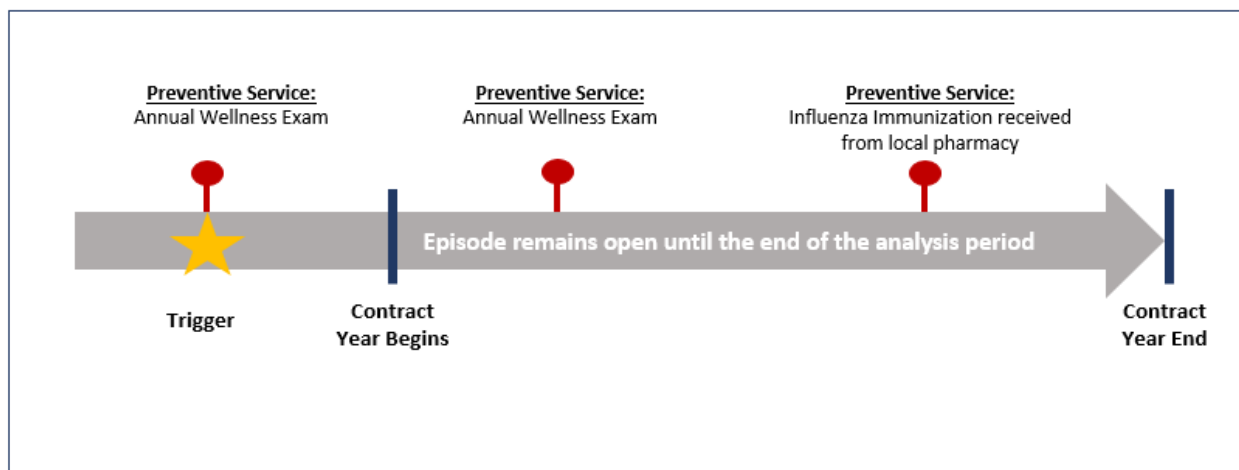 Preventive Service:
Annual Wellness Exam
Preventive Service:
Annual Wellness Exam
Preventive Service:
Influenza Immunization received
from local pharmacy
Episode remains open until the end of the analysis period
Trigger
Contract
Year Begins
Contract
Year End